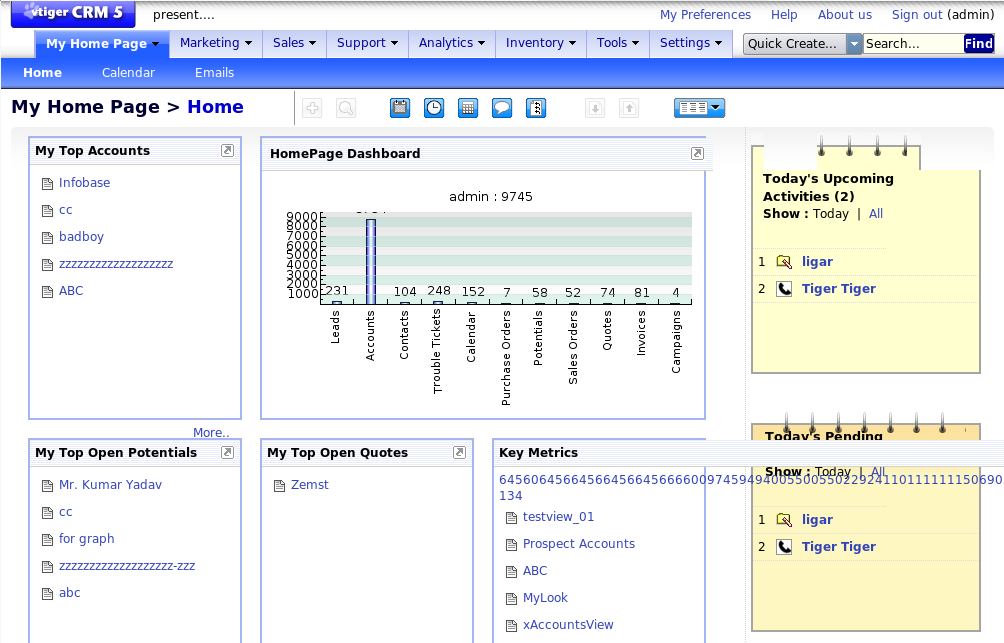 vtiger CRM 5
present....
My Preferences Help About us Sign out (admin)
My Home Page Marketing Sales Support Analytics Inventory Tools Settings Quick Create... Search... Find
Home Calendar Emails
My Home Page > Home
My Top Accounts
Infobase
cc
badboy
zzzzzzzzzzzzzzzzzzz
ABC
More..
HomePage Dashboard
admin : 9745
9000
8000
7000
6000
5000
4000
3000
2000
1000
231 104 248 152 7 58 52 74 81 4
Leads
Accounts
Contacts
Trouble Tickets
Calendar
Purchase Orders
Potentials
Sales Orders
Quotes
Invoices
Campaigns
Today's Upcoming
Activities (2)
Show : Today | All
1 ligar
2 Tiger Tiger
My Top Open Potentials
Mr. Kumar Yadav
cc
for graph
zzzzzzzzzzzzzzzzzzz-zzz
abc
My Top Open Quotes
Zemst
Key Metrics
134
testview_01
Prospect Accounts
ABC
MyLook
xAccountsView
Today's Pending
Show : Today | All
1 ligar
2 Tiger Tiger